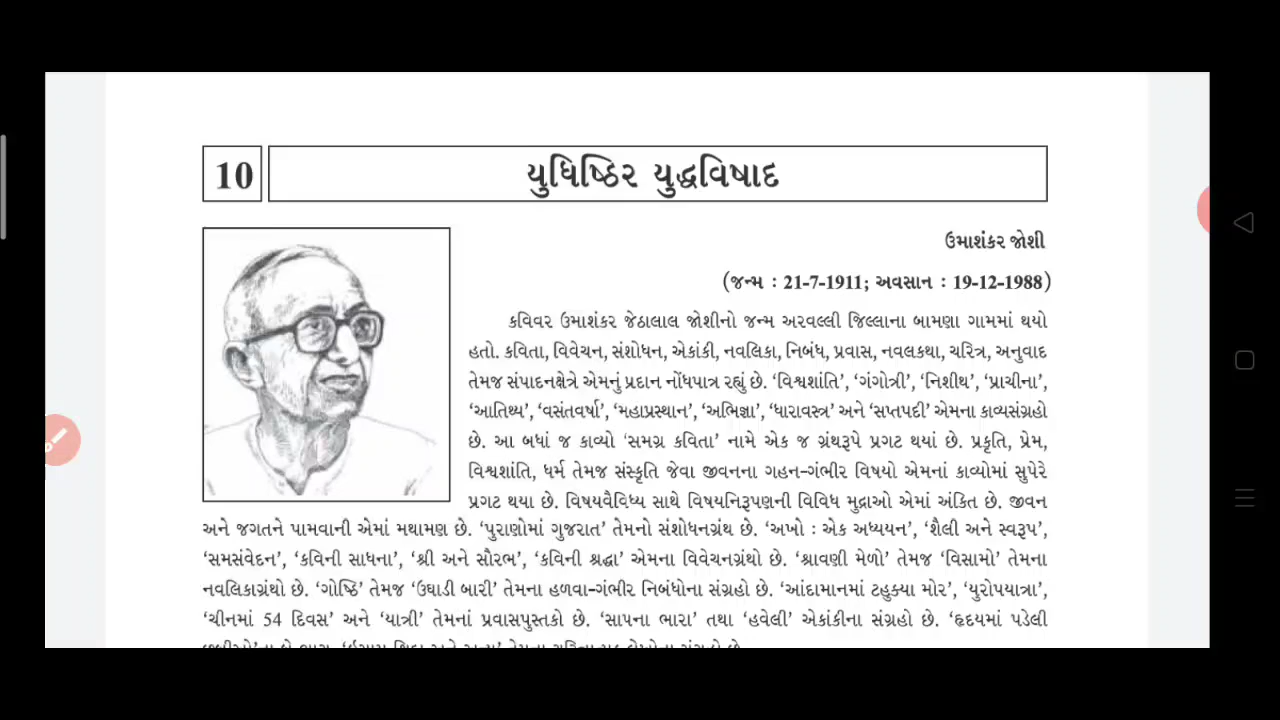 10
યુધિષ્ઠિર યુદ્ધવિષાદ
ઉમાશંકર જોશી
(જન્મ : 21-7-1911; અવસાન : 19-12-1988)
કવિવર ઉમાશંકર જેઠાલાલ જોશીનો જન્મ અરવલ્લી જિલ્લાના બામણા ગામમાં થયો
હતો. કવિતા, વિવેચન, સંશોધન, એકાંકી, નવલિકા, નિબંધ, પ્રવાસ, નવલકથા, ચરિત્ર, અનુવાદ
તેમજ સંપાદનક્ષેત્રે એમનું પ્રદાન નોંધપાત્ર રહ્યું છે. ‘વિશ્વશાંતિ’, ‘ગંગોત્રી’, ‘નિશીથ’, ‘પ્રાચીના’,
‘આતિથ્ય’, ‘વસંતવર્ષા’, ‘મહાપ્રસ્થાન’, ‘અભિજ્ઞા’, ‘ધારાવસ્ત્ર’ અને ‘સપ્તપદી’ એમના કાવ્યસંગ્રહો
છે. આ બધાં જ કાવ્યો ‘સમગ્ર કવિતા’ નામે એક જ ગ્રંથરૂપે પ્રગટ થયાં છે. પ્રકૃતિ, પ્રેમ,
વિશ્વશાંતિ, ધર્મ તેમજ સંસ્કૃતિ જેવા જીવનના ગહન-ગંભીર વિષયો એમનાં કાવ્યોમાં સુપેરે
પ્રગટ થયા છે. વિષયવૈવિધ્ય સાથે વિષયનિરૂપણની વિવિધ મુદ્રાઓ એમાં અંકિત છે. જીવન
અને જગતને પામવાની એમાં મથામણ છે. ‘પુરાણોમાં ગુજરાત’ તેમનો સંશોધનગ્રંથ છે. ‘અખો : એક અધ્યયન’, ‘શૈલી અને સ્વરૂપ’,
‘સમસંવેદન’, ‘કવિની સાધના’, ‘શ્રી અને સૌરભ’, ‘કવિની શ્રદ્ધા’ એમના વિવેચનગ્રંથો છે. ‘શ્રાવણી મેળો’ તેમજ ‘વિસામો’ તેમના
નવલિકાગ્રંથો છે. ‘ગોષ્ઠિ’ તેમજ ‘ઉઘાડી બારી’ તેમના હળવા-ગંભીર નિબંધોના સંગ્રહો છે. ‘આંદામાનમાં ટહુક્યા મોર’, ‘યુરોપયાત્રા’,
‘ચીનમાં 54 દિવસ’ અને ‘યાત્રી’ તેમનાં પ્રવાસપુસ્તકો છે. ‘સાપના ભારા’ તથા ‘હવેલી’ એકાંકીના સંગ્રહો છે. ‘હૃદયમાં પડેલી